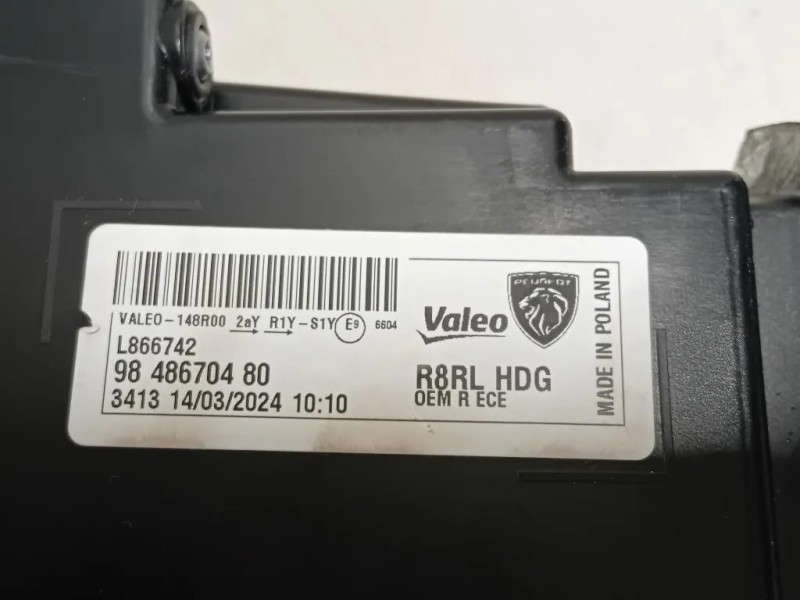 VALEO-148R00 2aY R1Y-S1Y E9 6604
L866742
98 486704 80
3413 14/03/2024 10:10
Valeo
PEUGEOT
R8RL HDG
OEM R ECE
MADE IN POLAND